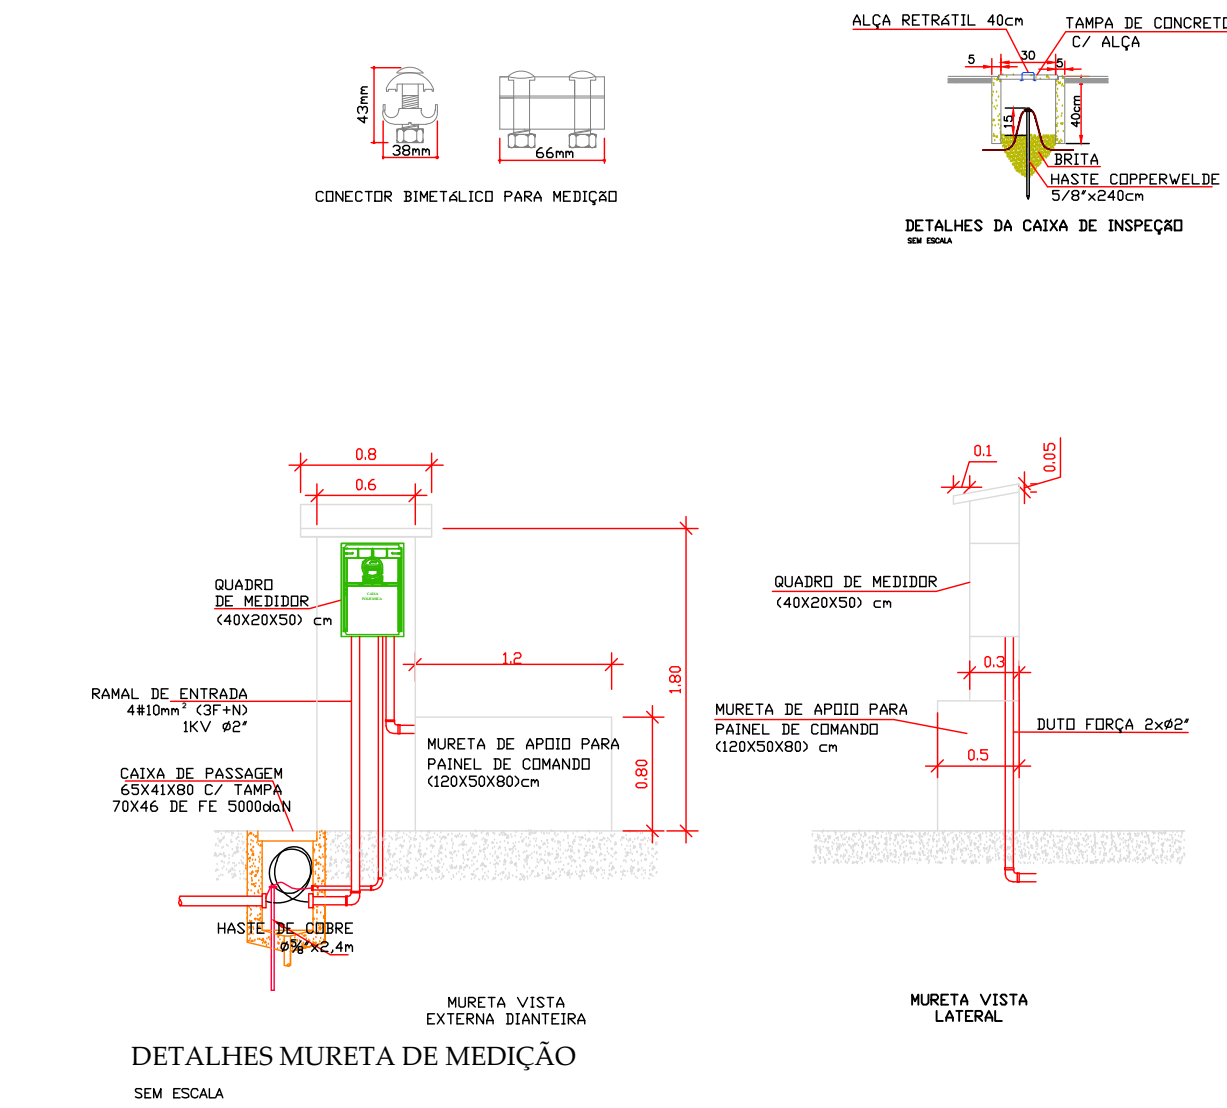 ALÇA RETRÁTIL 40cm
TAMPA DE CONCRETO
C/ ALÇA
5
30
5
15
40cm
BRITA
HASTE COPPERWELDE
5/8"x240cm
DETALHES DA CAIXA DE INSPEÇÃO
SEM ESCALA
43mm
38mm
66mm
CONECTOR BIMETÁLICO PARA MEDIÇÃO
0.8
0.6
QUADRO
DE MEDIDOR
(40X20X50) cm
CAIXA
1.2
1.80
0.80
RAMAL DE ENTRADA
4#10mm² (3F+N)
1KV Ø2"
MURETA DE APOIO PARA
PAINEL DE COMANDO
(120X50X80)cm
CAIXA DE PASSAGEM
65X41X80 C/ TAMPA
70X46 DE FE 5000daN
HASTE DE COBRE
Ø⅝"x2,4m
MURETA VISTA
EXTERNA DIANTEIRA
0.1
0.05
QUADRO DE MEDIDOR
(40X20X50) cm
0.3
MURETA DE APOIO PARA
PAINEL DE COMANDO
(120X50X80) cm
DUTO FORÇA 2xØ2"
0.5
MURETA VISTA
LATERAL
DETALHES MURETA DE MEDIÇÃO
SEM ESCALA